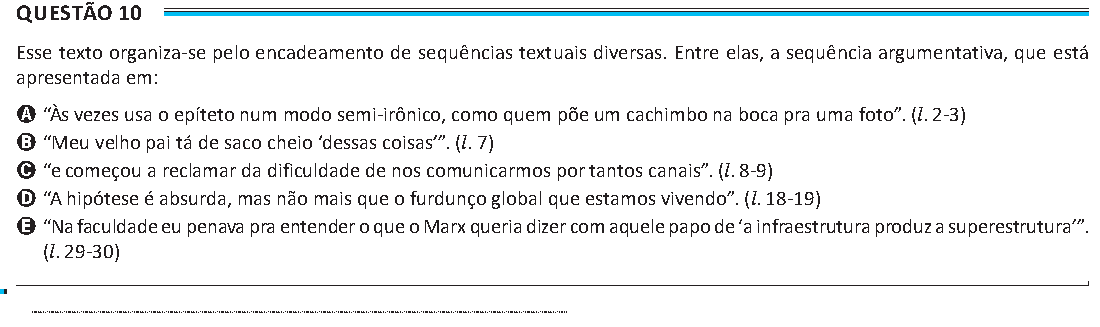 QUESTÃO 10
Esse texto organiza-se pelo encadeamento de sequências textuais diversas. Entre elas, a sequência argumentativa, que está
apresentada em:
A “Às vezes usa o epíteto num modo semi-irônico, como quem põe um cachimbo na boca pra uma foto”. (l. 2-3)
B “Meu velho pai tá de saco cheio ‘dessas coisas’”. (l. 7)
C “e começou a reclamar da dificuldade de nos comunicarmos por tantos canais”. (l. 8-9)
D “A hipótese é absurda, mas não mais que o furdunço global que estamos vivendo”. (l. 18-19)
E “Na faculdade eu penava pra entender o que o Marx queria dizer com aquele papo de ‘a infraestrutura produz a superestrutura’”.
(l. 29-30)